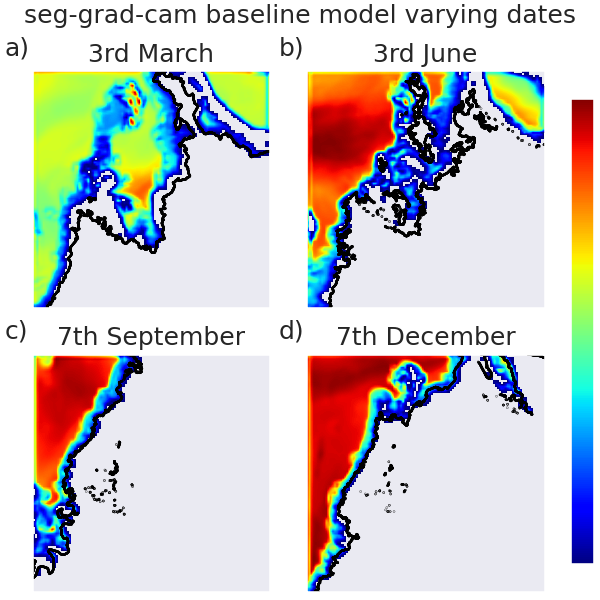 seg-grad-cam baseline model varying dates
a) 3rd March
b) 3rd June
c) 7th September
d) 7th December